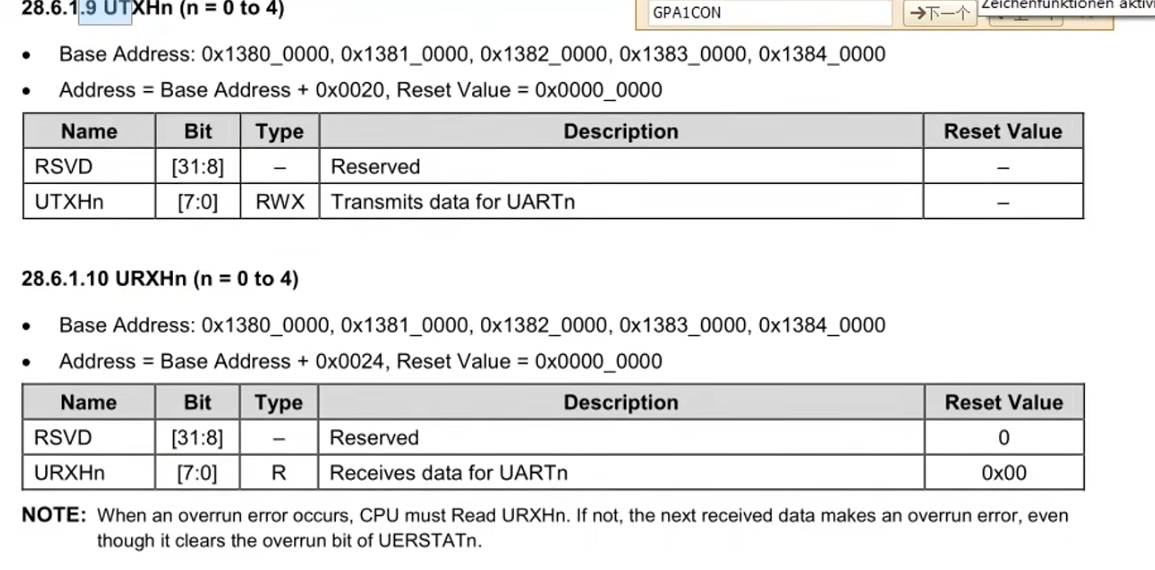 28.6.1.9 UTXHn (n = 0 to 4)
GPA1CON
→下一个
Zeichenfunktionen aktiv
• Base Address: 0x1380_0000, 0x1381_0000, 0x1382_0000, 0x1383_0000, 0x1384_0000
• Address = Base Address + 0x0020, Reset Value = 0x0000_0000
Name Bit Type Description Reset Value
RSVD [31:8] – Reserved –
UTXHn [7:0] RWX Transmits data for UARTn –
28.6.1.10 URXHn (n = 0 to 4)
• Base Address: 0x1380_0000, 0x1381_0000, 0x1382_0000, 0x1383_0000, 0x1384_0000
• Address = Base Address + 0x0024, Reset Value = 0x0000_0000
Name Bit Type Description Reset Value
RSVD [31:8] – Reserved 0
URXHn [7:0] R Receives data for UARTn 0x00
NOTE: When an overrun error occurs, CPU must Read URXHn. If not, the next received data makes an overrun error, even
though it clears the overrun bit of UERSTATn.